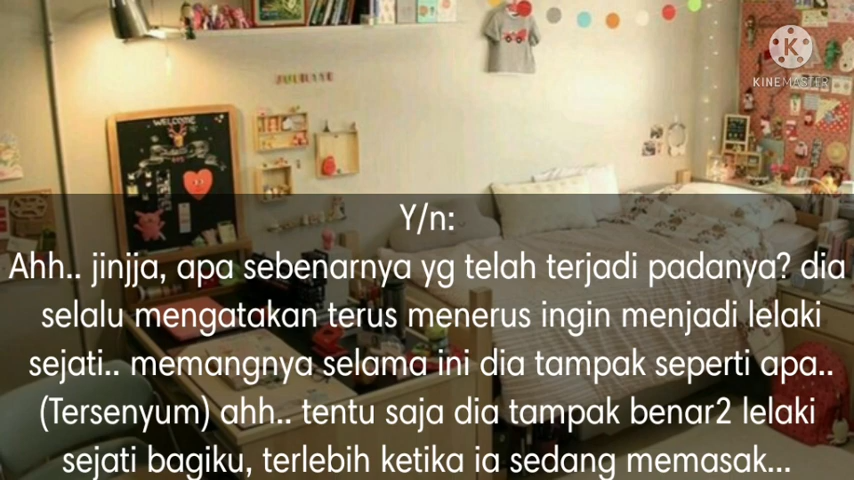 KINEMASTER
WELCOME
Y/n:
Ahh.. jinjja, apa sebenarnya yg telah terjadi padanya? dia
selalu mengatakan terus menerus ingin menjadi lelaki
sejati.. memangnya selama ini dia tampak seperti apa..
(Tersenyum) ahh.. tentu saja dia tampak benar2 lelaki
sejati bagiku, terlebih ketika ia sedang memasak...